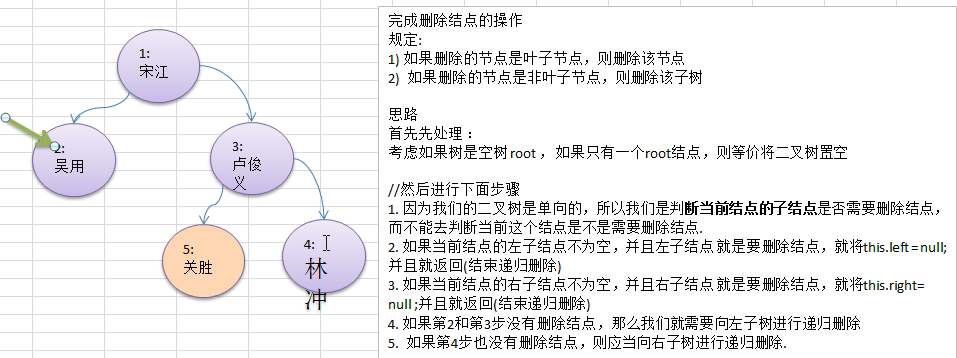 1:
宋江
2:
吴用
3:
卢俊
义
5:
关胜
4:
林
冲
完成删除结点的操作
规定:
1) 如果删除的节点是叶子节点，则删除该节点
2) 如果删除的节点是非叶子节点，则删除该子树
思路
首先先处理：
考虑如果树是空树root，如果只有一个root结点，则等价将二叉树置空
//然后进行下面步骤
1. 因为我们的二叉树是单向的，所以我们是判断当前结点的子结点是否需要删除结点，
而不能去判断当前这个结点是不是需要删除结点.
2. 如果当前结点的左子结点不为空，并且左子结点 就是要删除结点，就将this.left = null;
并且就返回(结束递归删除)
3. 如果当前结点的右子结点不为空，并且右子结点 就是要删除结点，就将this.right=
null ;并且就返回(结束递归删除)
4. 如果第2和第3步没有删除结点，那么我们就需要向左子树进行递归删除
5. 如果第4步也没有删除结点，则应当向右子树进行递归删除.